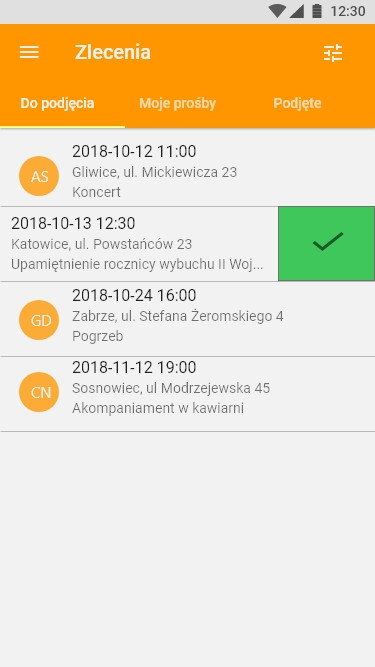 12:30
Zlecenia
Do podjęcia
Moje prośby
Podjęte
2018-10-12 11:00
AS
Gliwice, ul. Mickiewicza 23
Koncert
2018-10-13 12:30
Katowice, ul. Powstańców 23
Upamiętnienie rocznicy wybuchu II Woj...
2018-10-24 16:00
GD
Zabrze, ul. Stefana Żeromskiego 4
Pogrzeb
2018-11-12 19:00
CN
Sosnowiec, ul Modrzejewska 45
Akompaniament w kawiarni